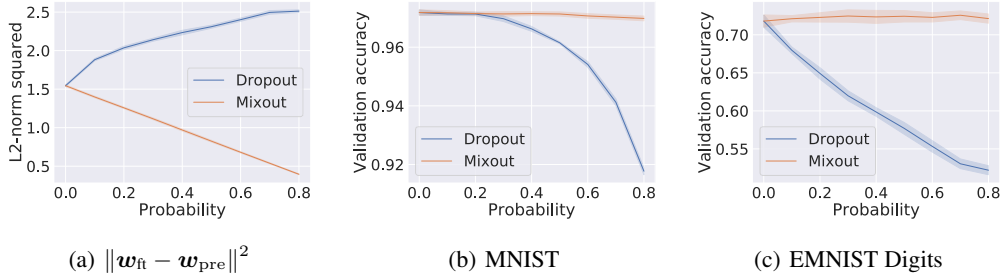 L2-norm squared
2.5
2.0
1.5
1.0
0.5
Dropout
Mixout
0.0 0.2 0.4 0.6 0.8
Probability
(a) ‖w_ft − w_pre‖²
Validation accuracy
0.96
0.94
0.92
Dropout
Mixout
0.0 0.2 0.4 0.6 0.8
Probability
(b) MNIST
Validation accuracy
0.70
0.65
0.60
0.55
Dropout
Mixout
0.0 0.2 0.4 0.6 0.8
Probability
(c) EMNIST Digits